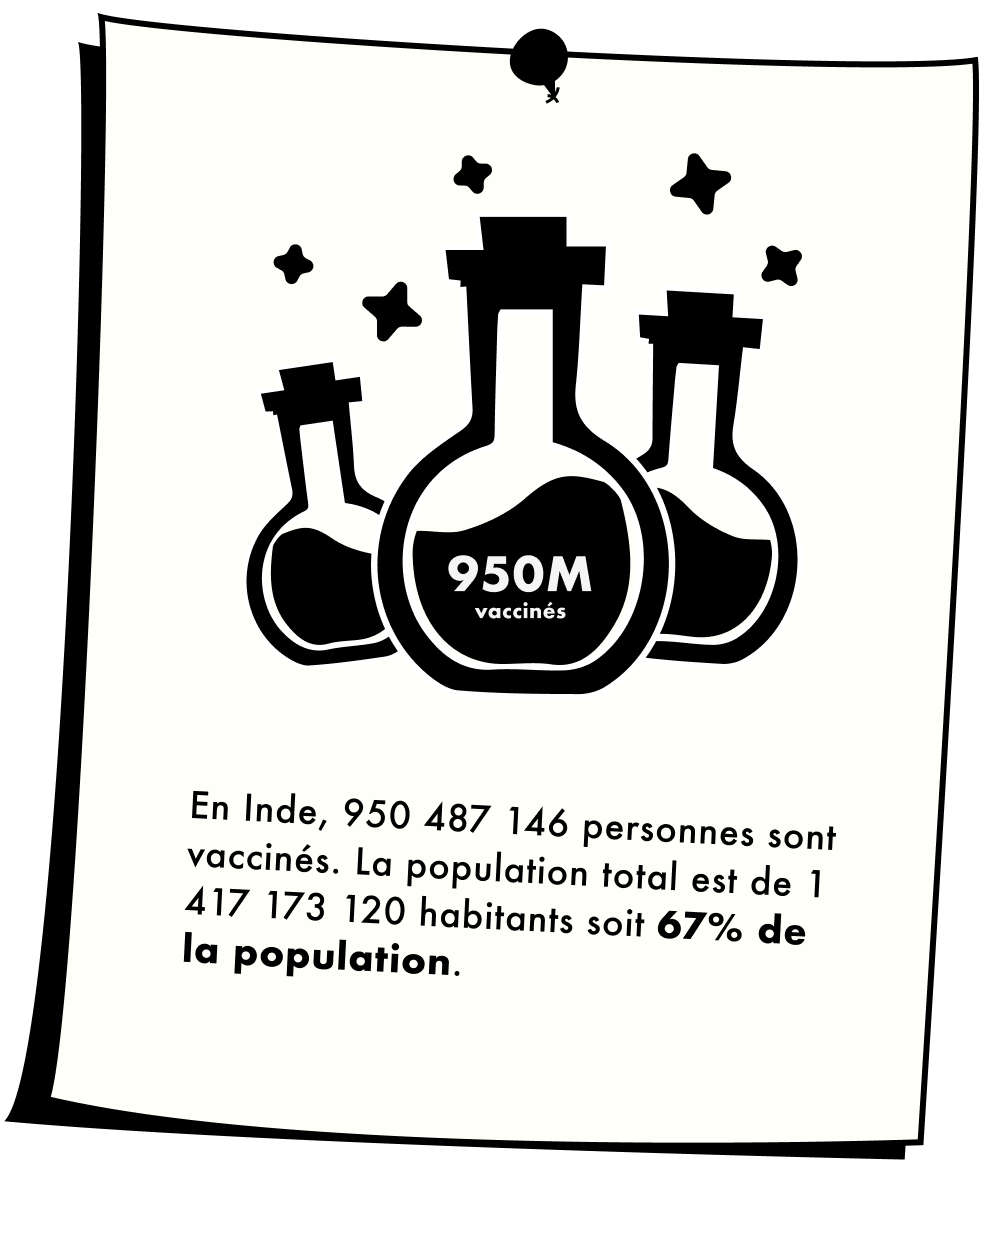 950M
vaccinés
En Inde, 950 487 146 personnes sont
vaccinés. La population total est de 1
417 173 120 habitants soit 67% de
la population.